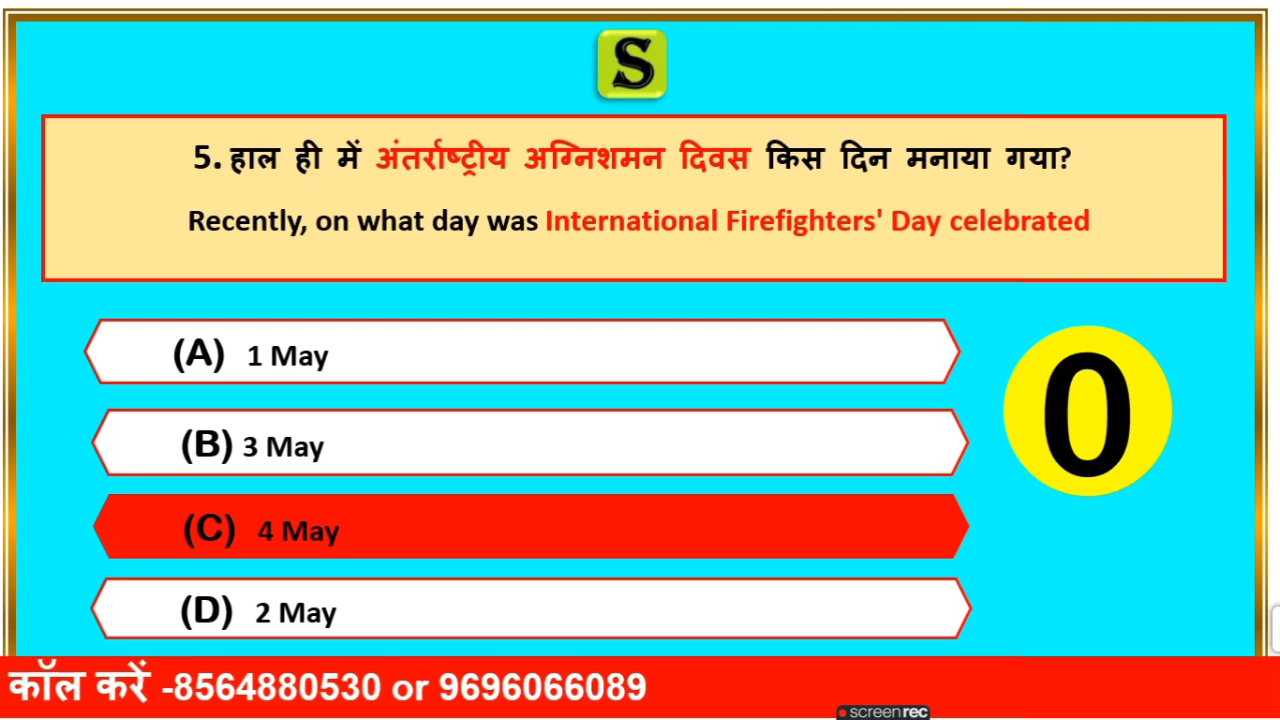 S
5. हाल ही में अंतर्राष्ट्रीय अग्निशमन दिवस किस दिन मनाया गया?
Recently, on what day was International Firefighters' Day celebrated
(A) 1 May
0
(B) 3 May
(C) 4 May
(D) 2 May
कॉल करें -8564880530 or 9696066089
screenrec